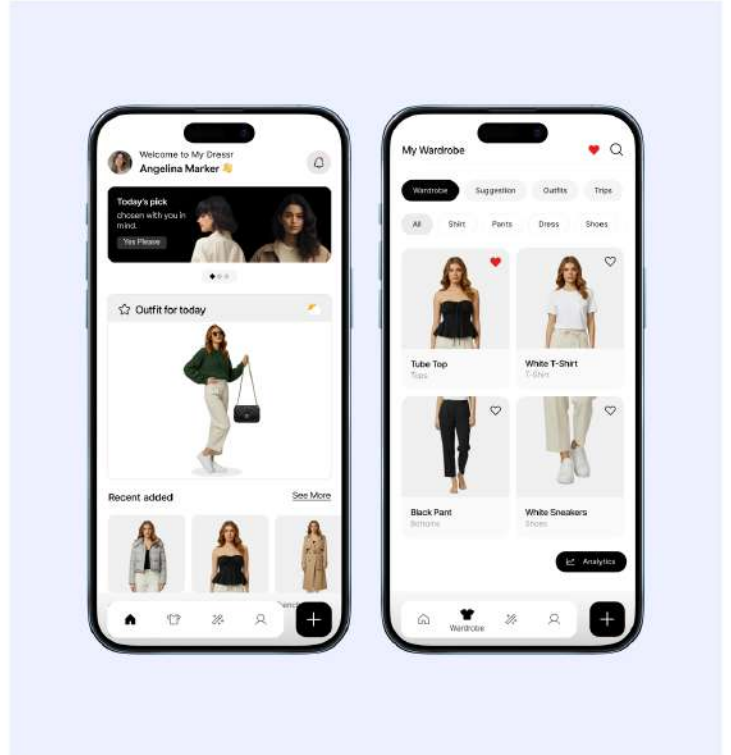 Welcome to My Dressr
Angelina Marker 👋
Today's pick
chosen with you in
mind.
Yes Please
Outfit for today
Recent added
See More
My Wardrobe
Wardrobe
Suggestion
Outfits
Trips
All
Shirt
Pants
Dress
Shoes
Tube Top
Tops
White T-Shirt
T-Shirt
Black Pant
Bottoms
White Sneakers
Shoes
Analytics
Wardrobe